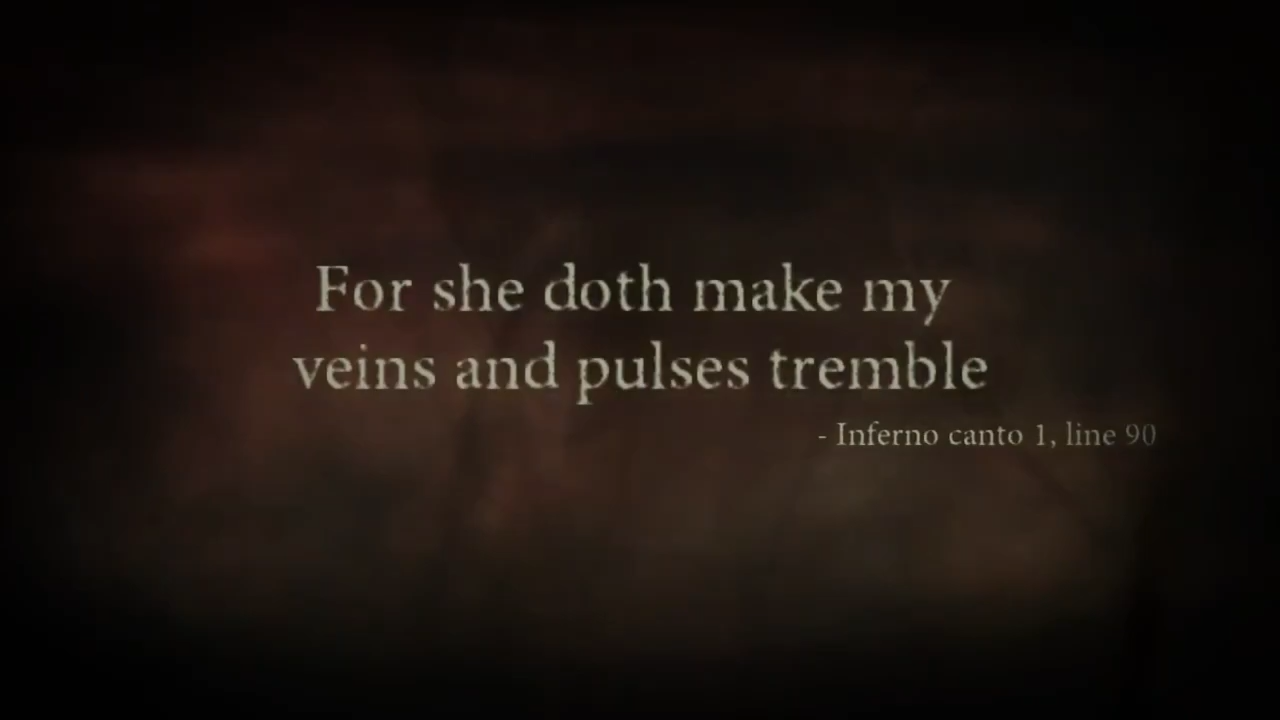 For she doth make my
veins and pulses tremble
- Inferno canto 1, line 90